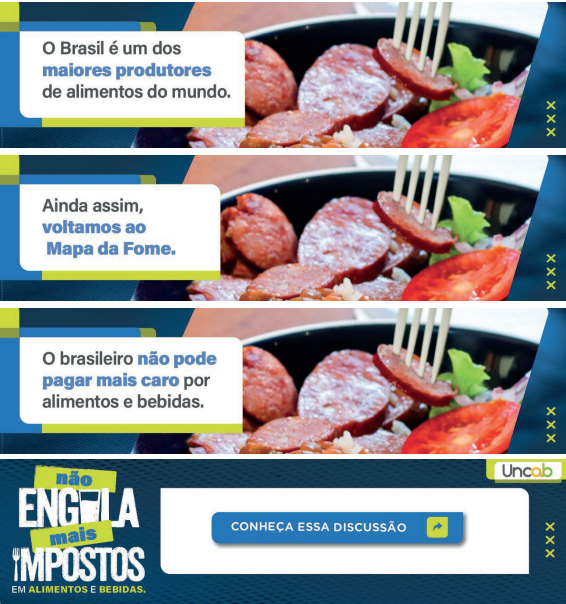 O Brasil é um dos
maiores produtores
de alimentos do mundo.
Ainda assim,
voltamos ao
Mapa da Fome.
O brasileiro não pode
pagar mais caro por
alimentos e bebidas.
não
ENGULA
mais
IMPOSTOS
EM ALIMENTOS E BEBIDAS.
CONHEÇA ESSA DISCUSSÃO
Uncab